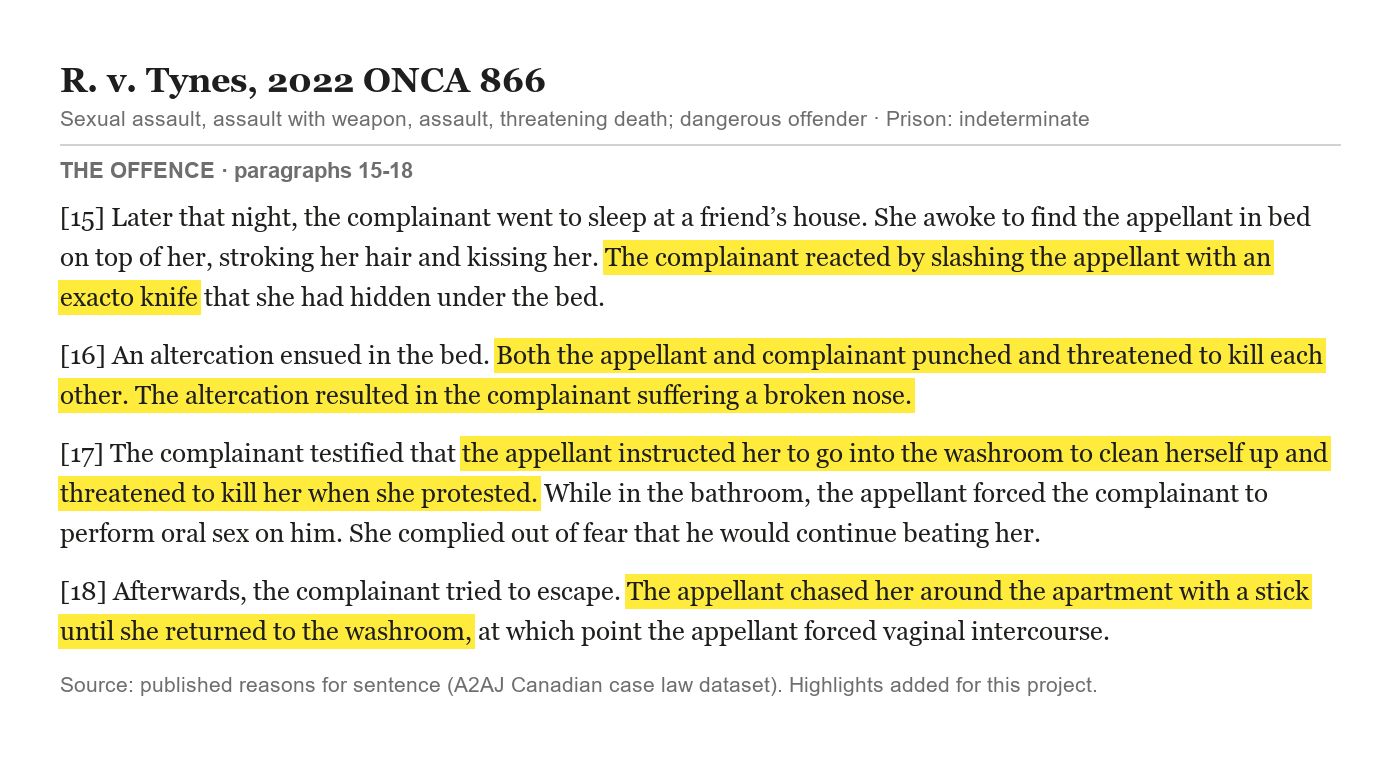 R. v. Tynes, 2022 ONCA 866
Sexual assault, assault with weapon, assault, threatening death; dangerous offender · Prison: indeterminate
THE OFFENCE · paragraphs 15-18
[15] Later that night, the complainant went to sleep at a friend’s house. She awoke to find the appellant in bed
on top of her, stroking her hair and kissing her. The complainant reacted by slashing the appellant with an
exacto knife that she had hidden under the bed.
[16] An altercation ensued in the bed. Both the appellant and complainant punched and threatened to kill each
other. The altercation resulted in the complainant suffering a broken nose.
[17] The complainant testified that the appellant instructed her to go into the washroom to clean herself up and
threatened to kill her when she protested. While in the bathroom, the appellant forced the complainant to
perform oral sex on him. She complied out of fear that he would continue beating her.
[18] Afterwards, the complainant tried to escape. The appellant chased her around the apartment with a stick
until she returned to the washroom, at which point the appellant forced vaginal intercourse.
Source: published reasons for sentence (A2AJ Canadian case law dataset). Highlights added for this project.